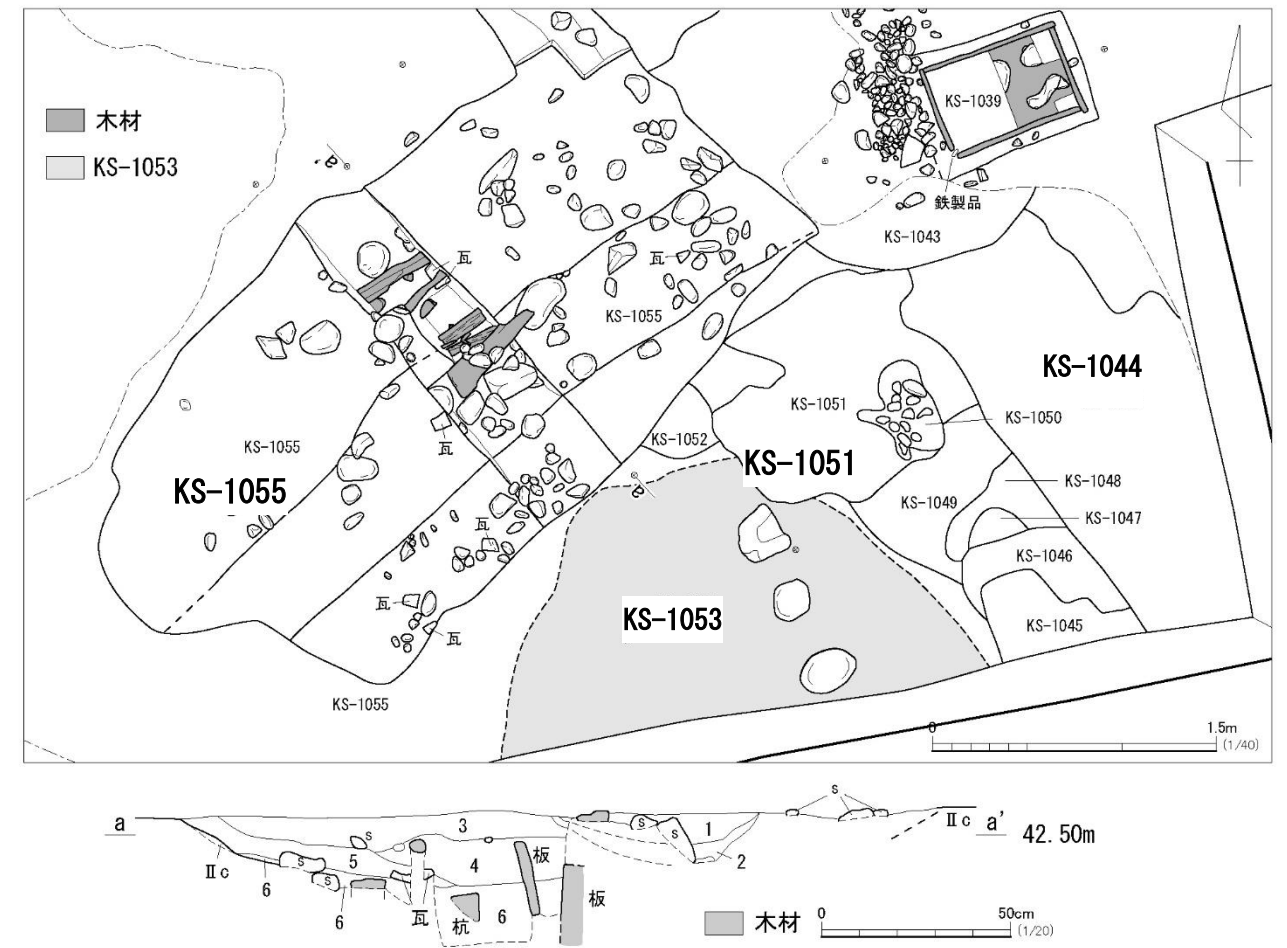 木材
KS-1053
a'
KS-1039
鉄製品
KS-1043
瓦
瓦
KS-1055
KS-1044
KS-1051
KS-1050
KS-1052
瓦
KS-1055
KS-1055
KS-1051
KS-1048
KS-1049
KS-1047
a
瓦
KS-1046
瓦
KS-1053
KS-1045
瓦
KS-1055
0
1.5m
(1/40)
a
Ⅱc
6
S
5
S
S
6
3
瓦
4
杭
6
板
板
S
S
1
2
S
Ⅱc
a'
42.50m
木材
0
50cm
(1/20)